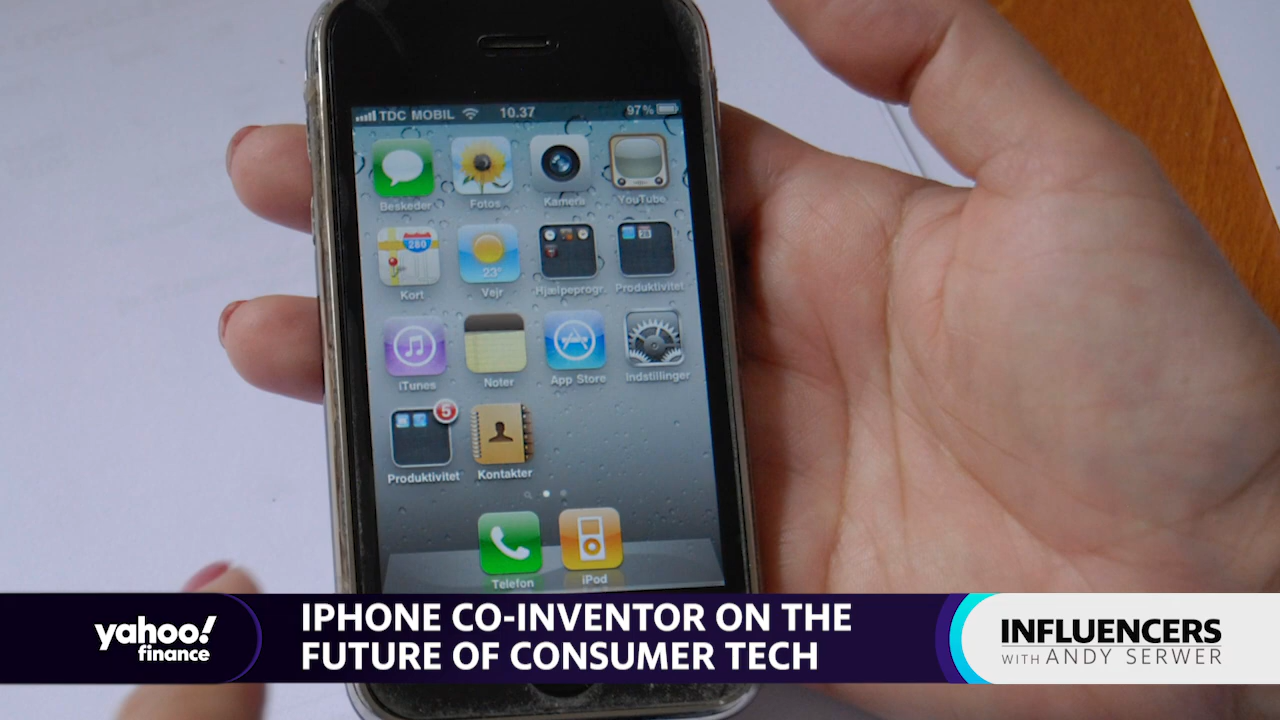 TDC MOBIL 10.37 97%
Beskeder Fotos Kamera YouTube
280
23°
Kort Vejr Hjælpeprogr. Produktivitet
iTunes Noter App Store Indstillinger
5
Produktivitet Kontakter
Telefon iPod
yahoo!
finance
IPHONE CO-INVENTOR ON THE
FUTURE OF CONSUMER TECH
INFLUENCERS
WITH ANDY SERWER